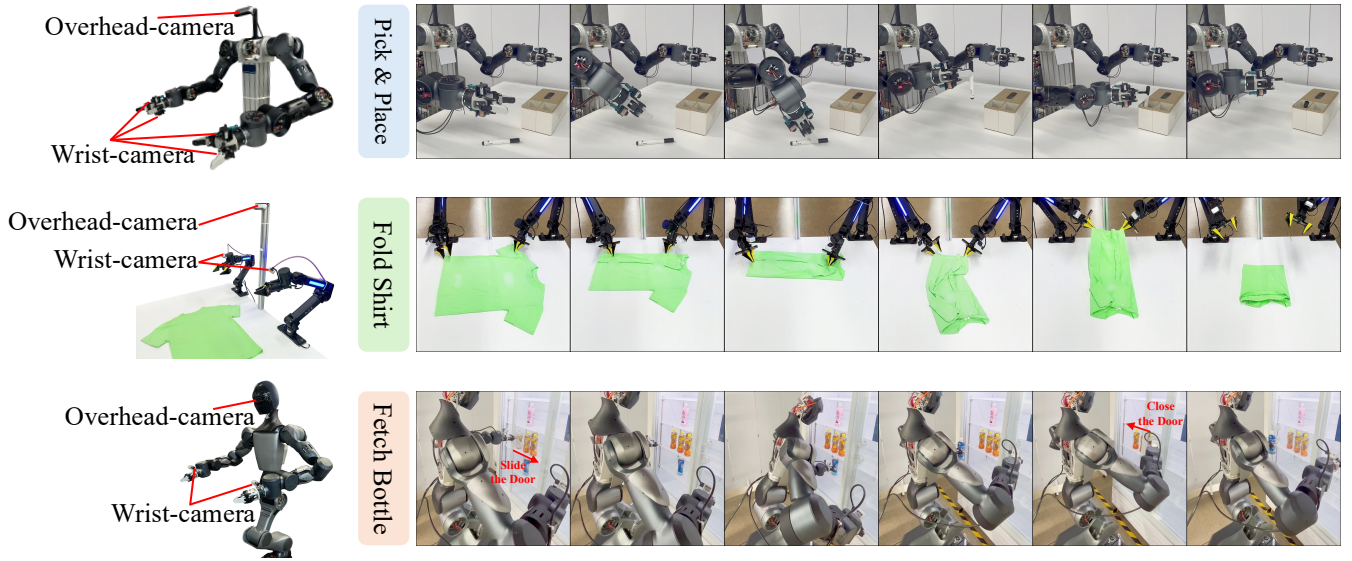 Overhead-camera
Wrist-camera
Pick & Place
Overhead-camera
Wrist-camera
Fold Shirt
Overhead-camera
Wrist-camera
Fetch Bottle
Slide
the Door
Close
the Door